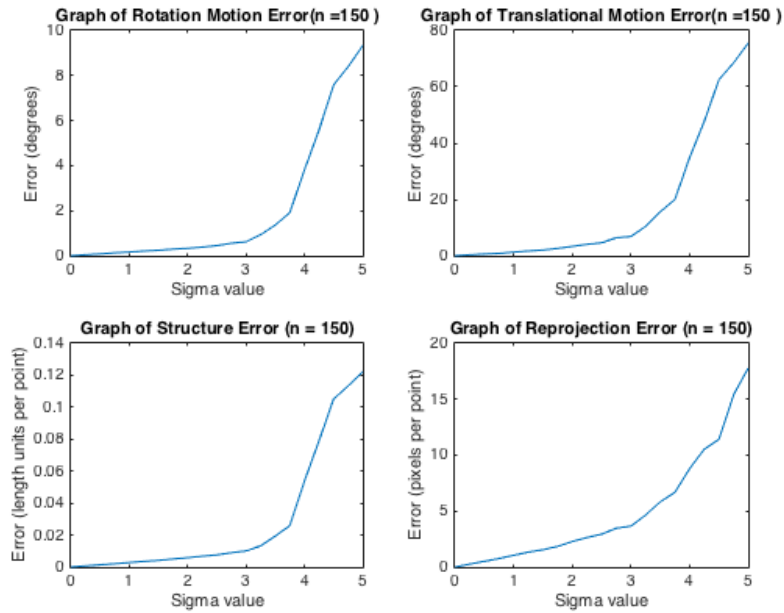 Graph of Rotation Motion Error(n =150 )
10
8
6
4
2
0
0 1 2 3 4 5
Error (degrees)
Sigma value
Graph of Translational Motion Error(n =150 )
80
60
40
20
0
0 1 2 3 4 5
Error (degrees)
Sigma value
Graph of Structure Error (n = 150)
0.14
0.12
0.1
0.08
0.06
0.04
0.02
0
0 1 2 3 4 5
Error (length units per point)
Sigma value
Graph of Reprojection Error (n = 150)
20
15
10
5
0
0 1 2 3 4 5
Error (pixels per point)
Sigma value